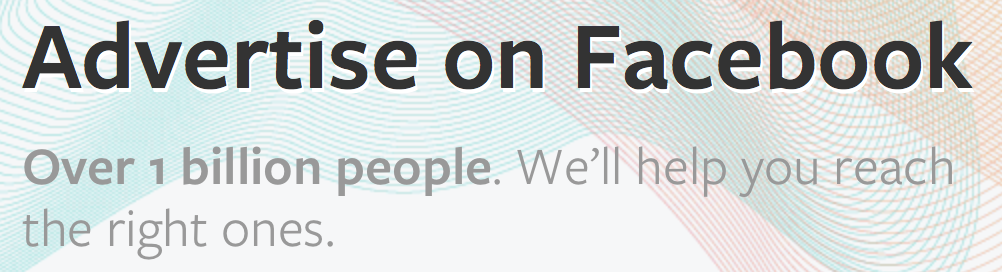 Advertise on Facebook
Over 1 billion people. We’ll help you reach
the right ones.